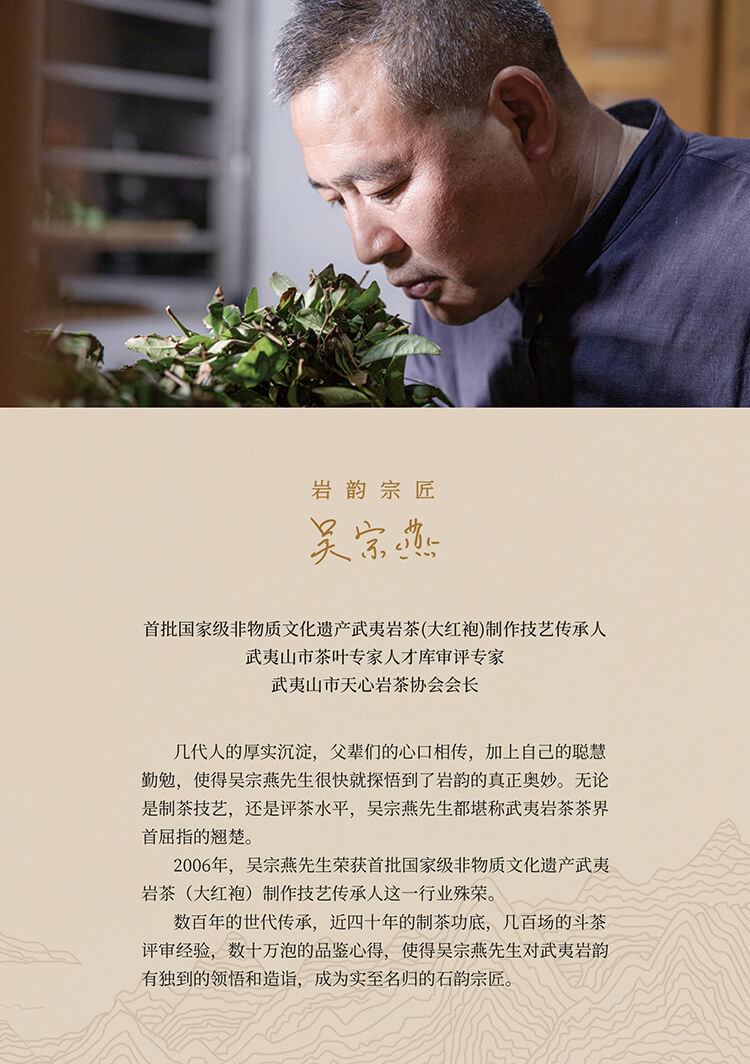 岩韵宗匠
吴宗燕
首批国家级非物质文化遗产武夷岩茶(大红袍)制作技艺传承人
武夷山市茶叶专家人才库审评专家
武夷山市天心岩茶协会会长
几代人的厚实沉淀，父辈们的心口相传，加上自己的聪慧
勤勉，使得吴宗燕先生很快就探悟到了岩韵的真正奥妙。无论
是制茶技艺，还是评茶水平，吴宗燕先生都堪称武夷岩茶茶界
首屈指的翘楚。
2006年，吴宗燕先生荣获首批国家级非物质文化遗产武夷
岩茶（大红袍）制作技艺传承人这一行业殊荣。
数百年的世代传承，近四十年的制茶功底，几百场的斗茶
评审经验，数十万泡的品鉴心得，使得吴宗燕先生对武夷岩韵
有独到的领悟和造诣，成为实至名归的石韵宗匠。